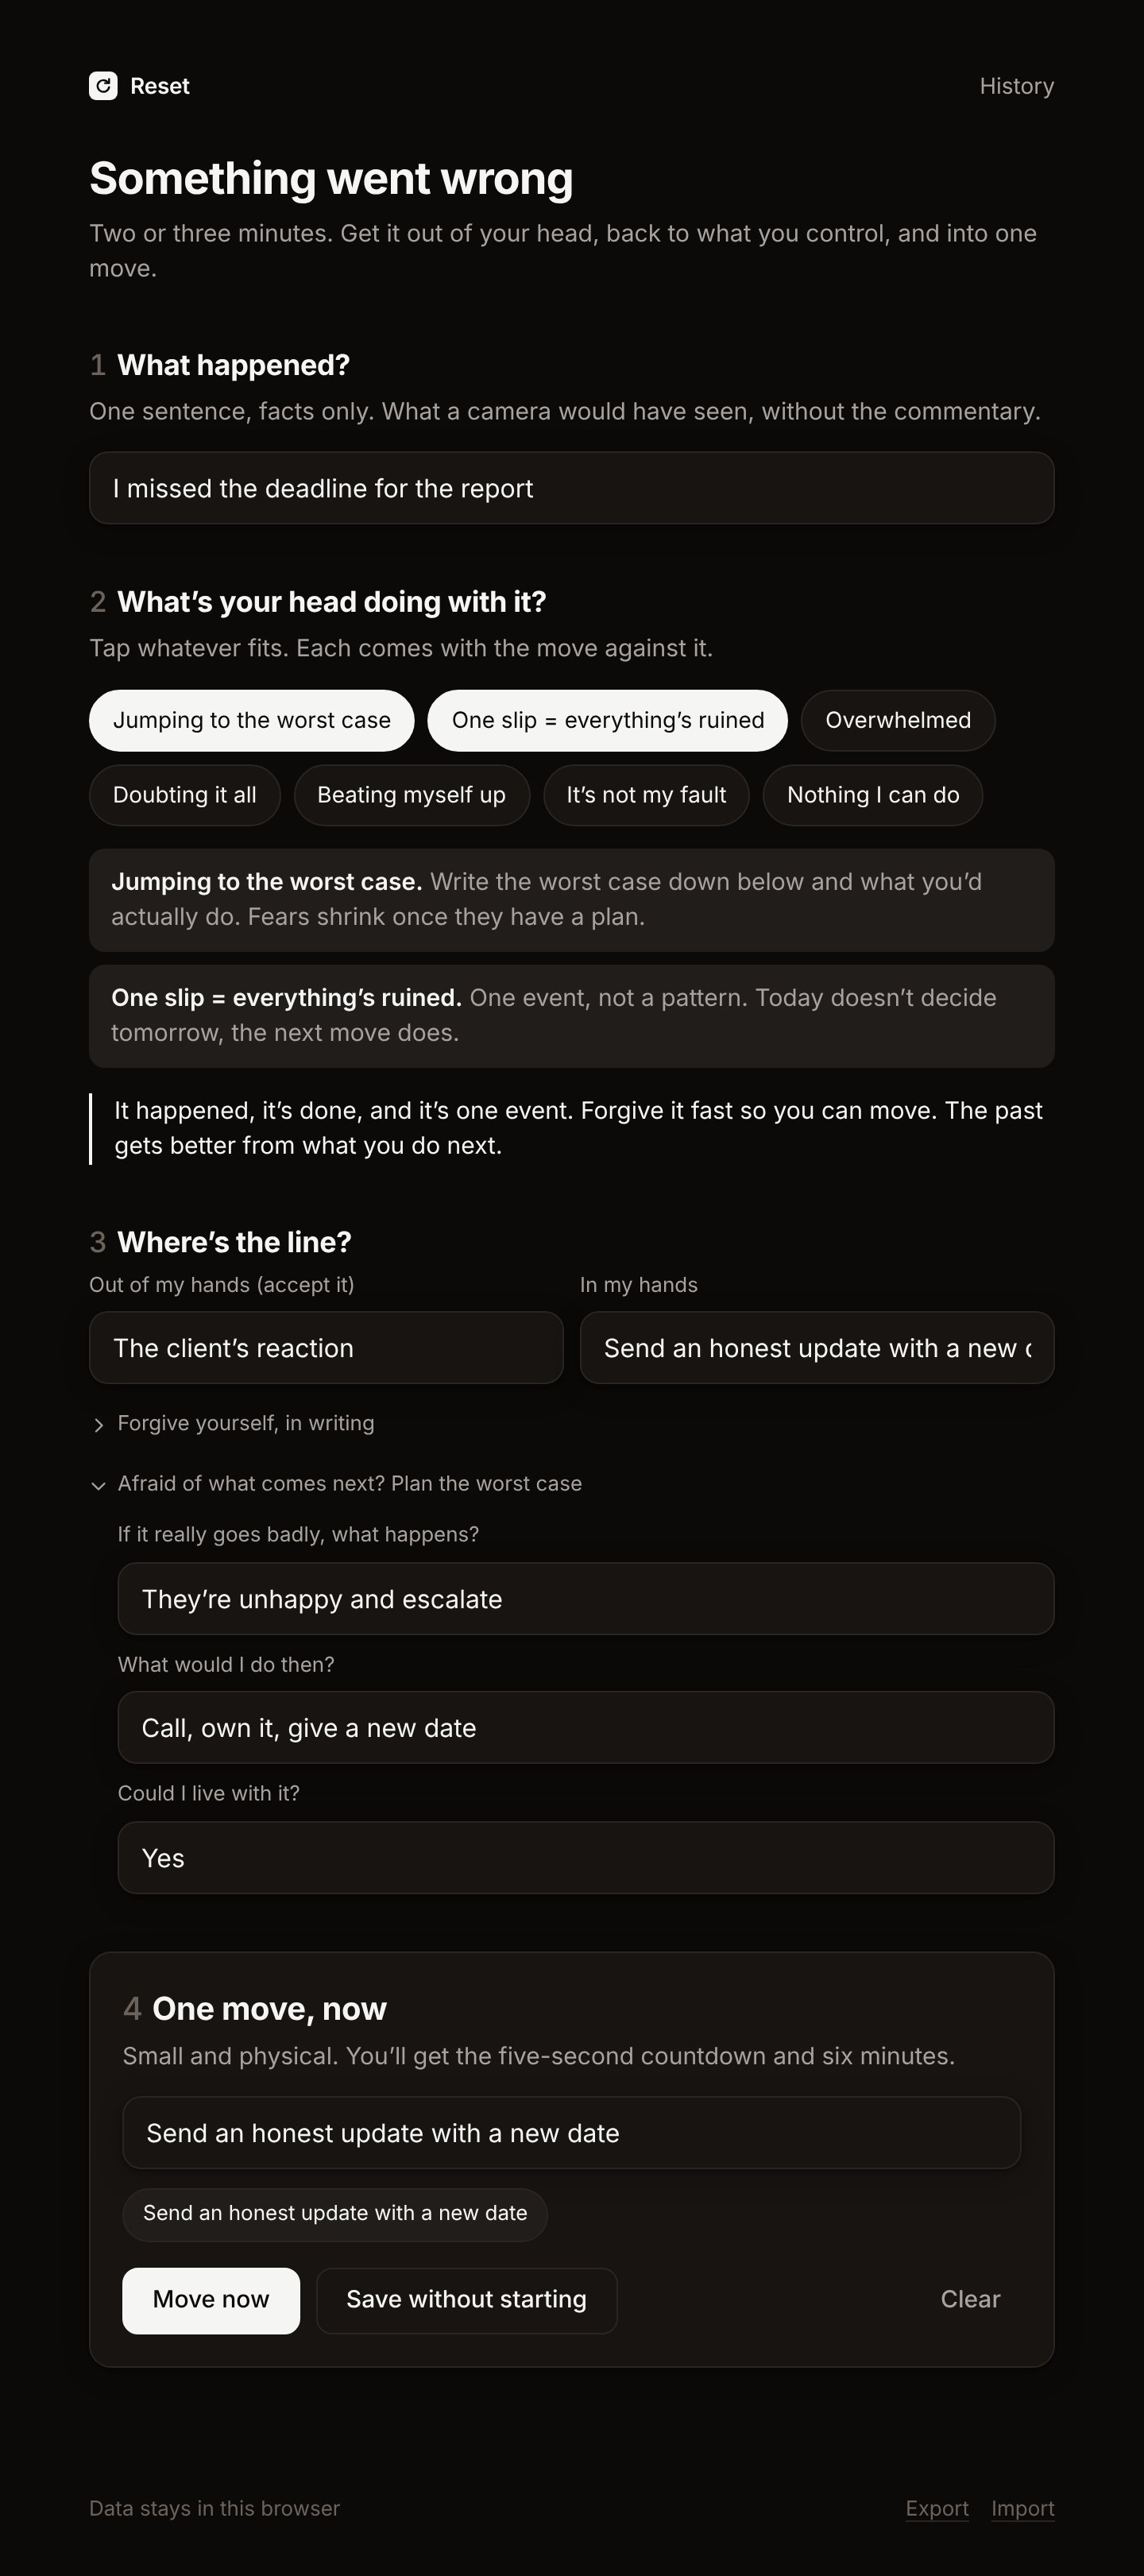 Reset
History
Something went wrong
Two or three minutes. Get it out of your head, back to what you control, and into one
move.
1 What happened?
One sentence, facts only. What a camera would have seen, without the commentary.
I missed the deadline for the report
2 What’s your head doing with it?
Tap whatever fits. Each comes with the move against it.
Jumping to the worst case
One slip = everything’s ruined
Overwhelmed
Doubting it all
Beating myself up
It’s not my fault
Nothing I can do
Jumping to the worst case. Write the worst case down below and what you’d
actually do. Fears shrink once they have a plan.
One slip = everything’s ruined. One event, not a pattern. Today doesn’t decide
tomorrow, the next move does.
It happened, it’s done, and it’s one event. Forgive it fast so you can move. The past
gets better from what you do next.
3 Where’s the line?
Out of my hands (accept it)
In my hands
The client’s reaction
Send an honest update with a new
Forgive yourself, in writing
Afraid of what comes next? Plan the worst case
If it really goes badly, what happens?
They’re unhappy and escalate
What would I do then?
Call, own it, give a new date
Could I live with it?
Yes
4 One move, now
Small and physical. You’ll get the five-second countdown and six minutes.
Send an honest update with a new date
Send an honest update with a new date
Move now
Save without starting
Clear
Data stays in this browser
Export
Import